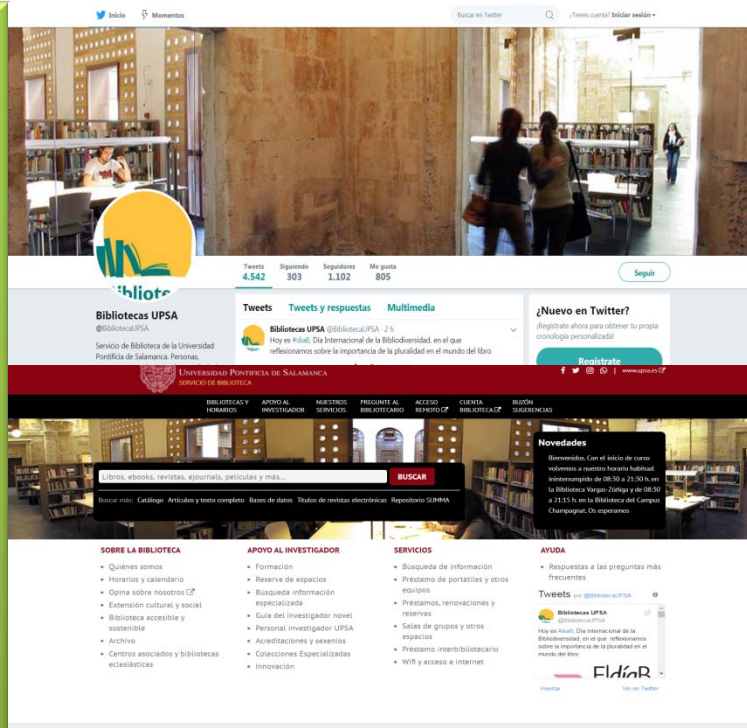 Inicio Momentos Buscar en Twitter ¿Tienes cuenta? Iniciar sesión
Tweets Siguiendo Seguidores Me gusta
4.542 303 1.102 805
Seguir
Bibliote
Bibliotecas UPSA
@BibliotecaUPSA
Servicio de Biblioteca de la Universidad
Pontificia de Salamanca. Personas,
Tweets Tweets y respuestas Multimedia
Bibliotecas UPSA @BibliotecaUPSA · 2 h
Hoy es #díaB, Día Internacional de la Bibliodiversidad, en el que
reflexionamos sobre la importancia de la pluralidad en el mundo del libro
¿Nuevo en Twitter?
¡Regístrate ahora para obtener tu propia
cronología personalizada!
Regístrate
UNIVERSIDAD PONTIFICIA DE SALAMANCA
SERVICIO DE BIBLIOTECA
www.upsa.es
BIBLIOTECAS Y HORARIOS
APOYO AL INVESTIGADOR
NUESTROS SERVICIOS
PREGUNTE AL BIBLIOTECARIO
ACCESO REMOTO
CUENTA BIBLIOTECA
BUZÓN SUGERENCIAS
Libros, ebooks, revistas, ejournals, películas y más...
BUSCAR
Buscar más: Catálogo Artículos y texto completo Bases de datos Títulos de revistas electrónicas Repositorio SUMMA
Novedades
Bienvenidos. Con el inicio de curso
volvemos a nuestro horario habitual
ininterrumpido de 08:30 a 21:30 h. en
la Biblioteca Vargas-Zúñiga y de 08:30
a 21:15 h. en la Biblioteca del Campus
Champagnat. Os esperamos
SOBRE LA BIBLIOTECA
Quiénes somos
Horarios y calendario
Opina sobre nosotros
Extensión cultural y social
Biblioteca accesible y
sostenible
Archivo
Centros asociados y bibliotecas
eclesiásticas
APOYO AL INVESTIGADOR
Formación
Reserva de espacios
Búsqueda información
especializada
Guía del investigador novel
Personal investigador UPSA
Acreditaciones y sexenios
Colecciones Especializadas
Innovación
SERVICIOS
Búsqueda de información
Préstamo de portátiles y otros
equipos
Préstamos, renovaciones y
reservas
Salas de grupos y otros
espacios
Préstamo interbibliotecario
Wifi y acceso a internet
AYUDA
Respuestas a las preguntas más
frecuentes
Tweets por @BibliotecaUPSA
Bibliotecas UPSA
@BibliotecaUPSA
Hoy es #díaB, Día Internacional de la
Bibliodiversidad, en el que reflexionamos
sobre la importancia de la pluralidad en el
mundo del libro
EldíaB
Insertar Ver en Twitter